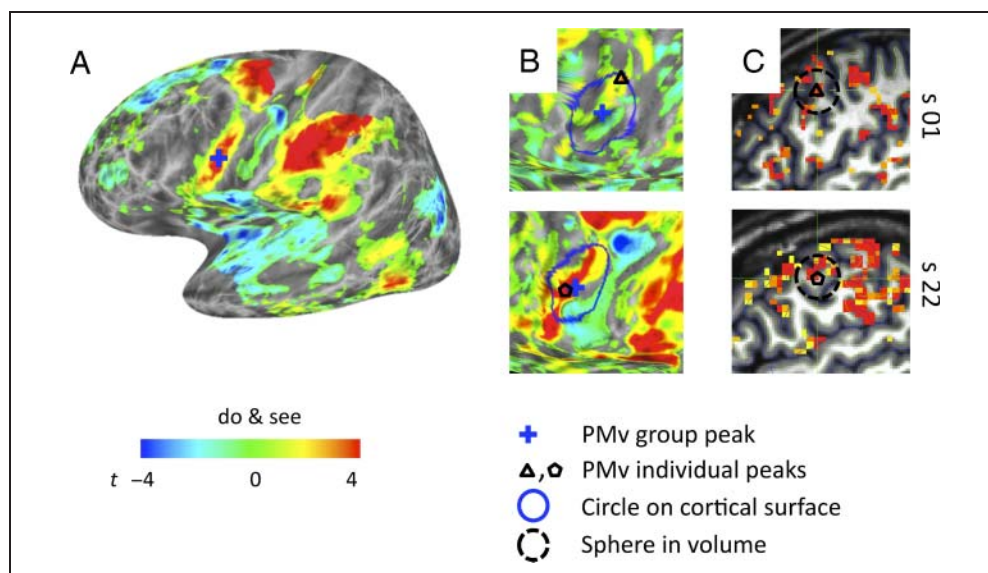 A
B
C
s 01
s 22
do & see
t −4 0 4
PMv group peak
, PMv individual peaks
Circle on cortical surface
Sphere in volume